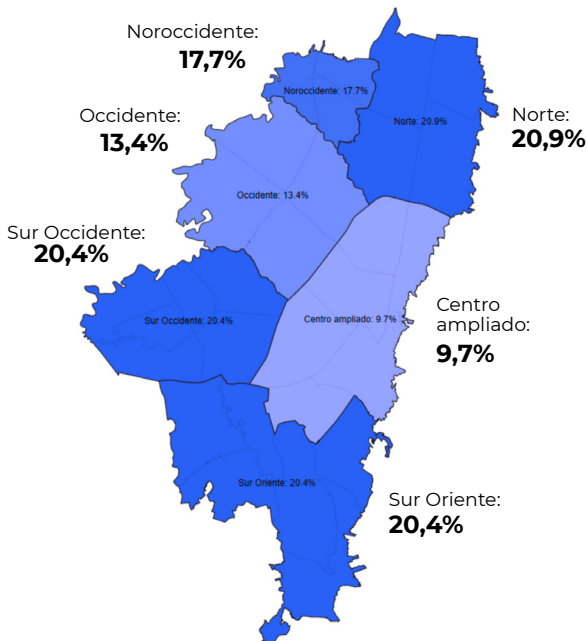 Noroccidente:
17,7%
Noroccidente: 17.7%
Norte: 20.9%
Norte:
20,9%
Occidente:
13,4%
Occidente: 13.4%
Sur Occidente:
20,4%
Sur Occidente: 20.4%
Centro ampliado: 9.7%
Centro
ampliado:
9,7%
Sur Oriente: 20.4%
Sur Oriente:
20,4%